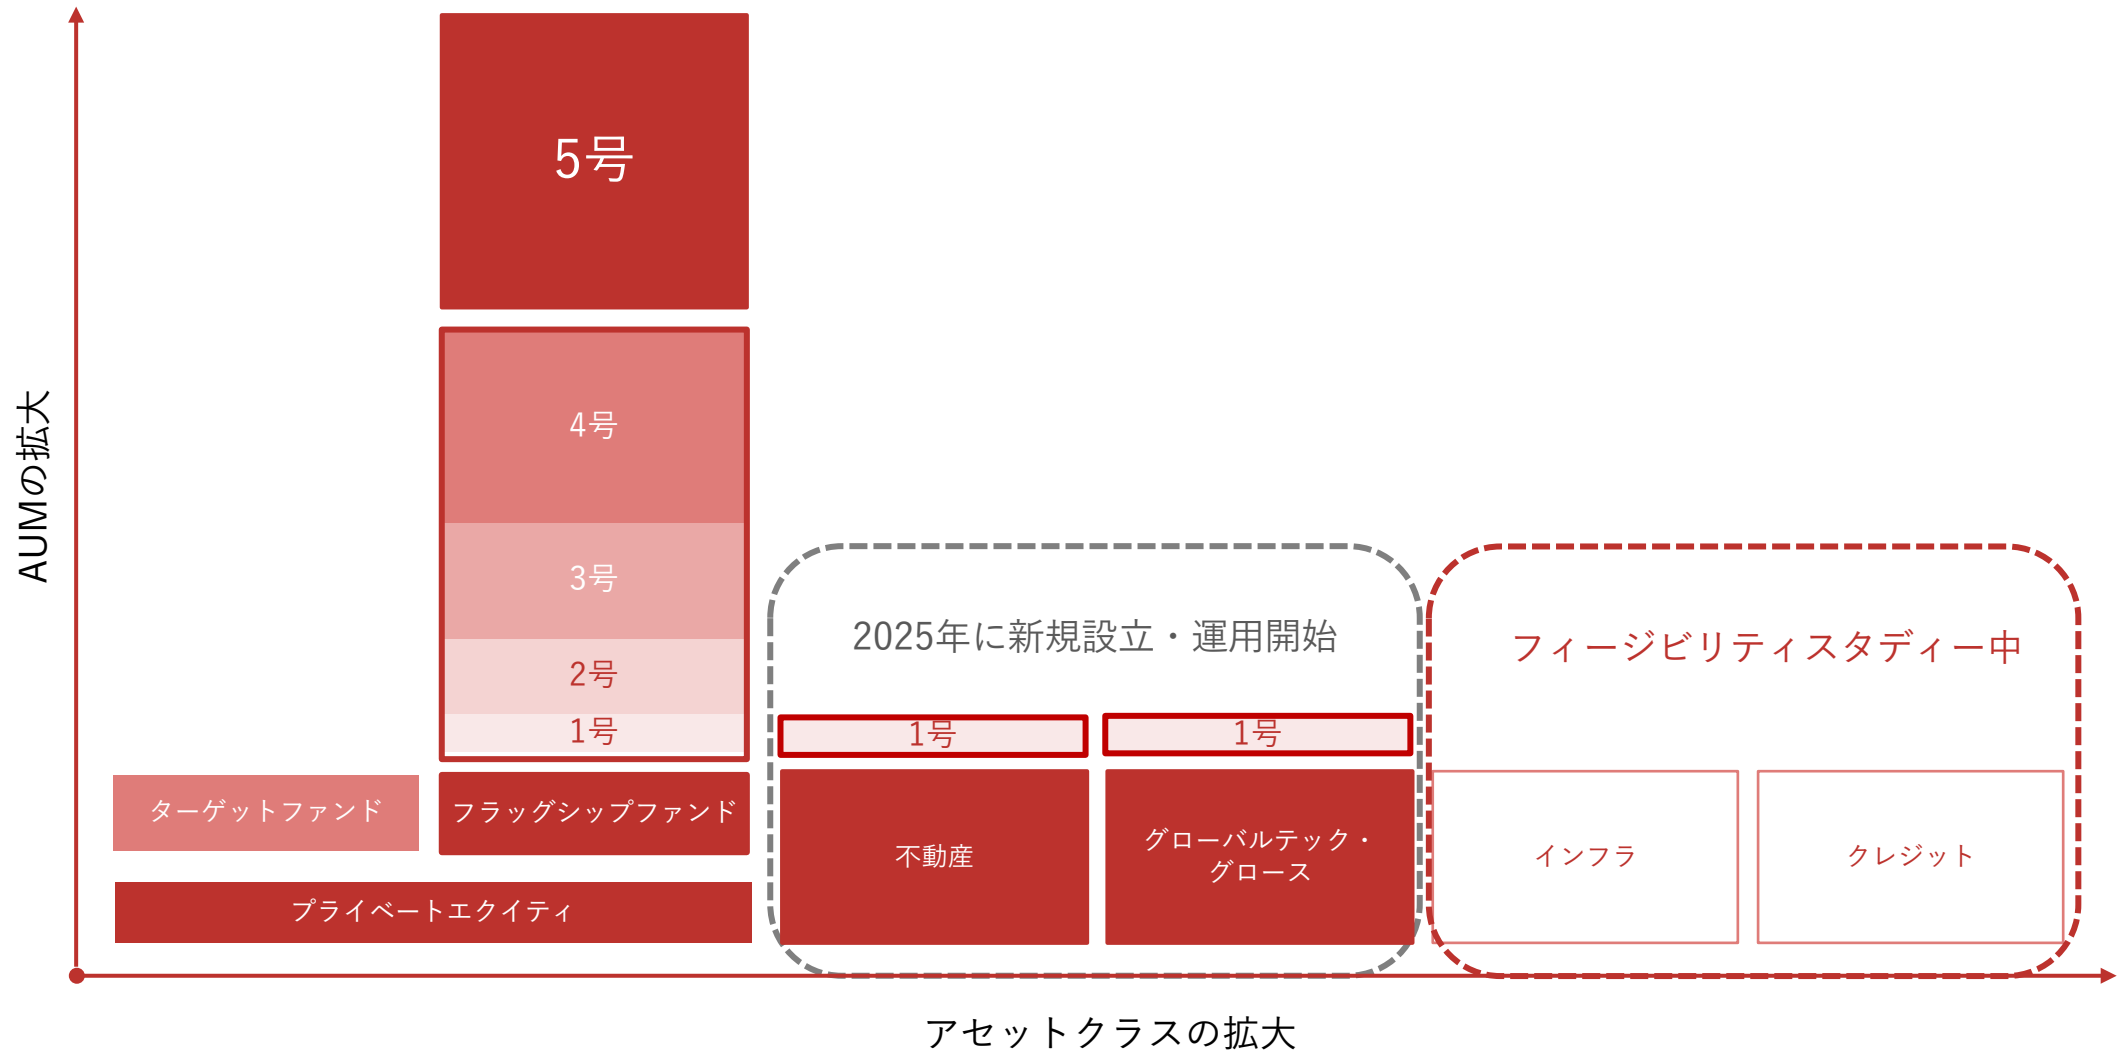 5号
4号
3号
2号
1号
AUMの拡大
2025年に新規設立・運用開始
フィージビリティスタディー中
1号
1号
ターゲットファンド
フラッグシップファンド
プライベートエクイティ
不動産
グローバルテック・
グロース
インフラ
クレジット
アセットクラスの拡大